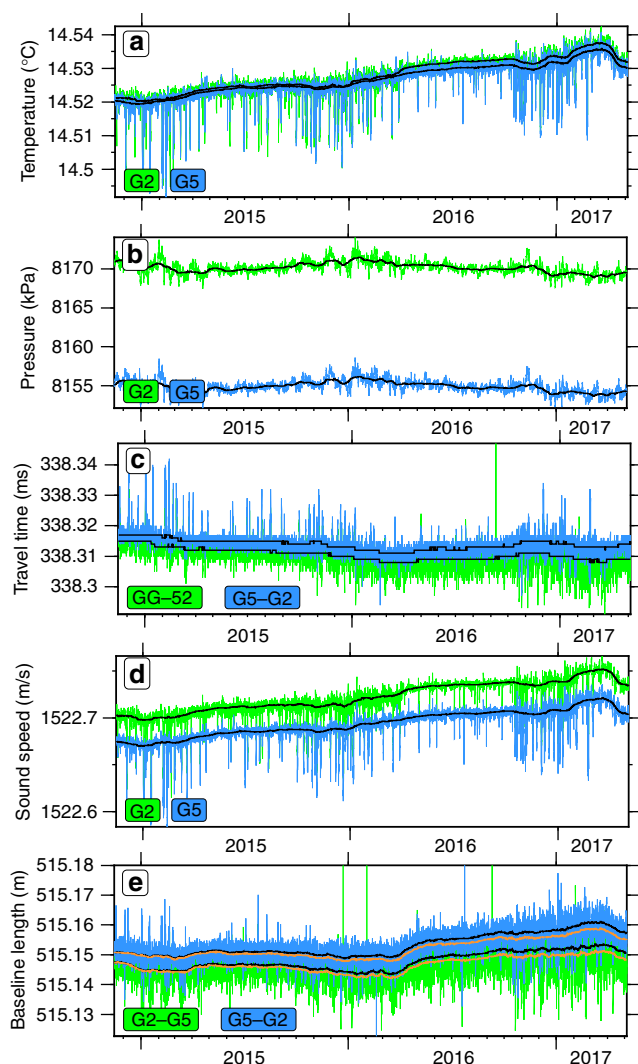 a
Temperature (°C)
14.54
14.53
14.52
14.51
14.5
G2 G5
2015 2016 2017
b
Pressure (kPa)
8170
8165
8160
8155
G2 G5
2015 2016 2017
c
Travel time (ms)
338.34
338.33
338.32
338.31
338.3
GG–52 G5–G2
2015 2016 2017
d
Sound speed (m/s)
1522.7
1522.6
G2 G5
2015 2016 2017
e
Baseline length (m)
515.18
515.17
515.16
515.15
515.14
515.13
G2–G5 G5–G2
2015 2016 2017